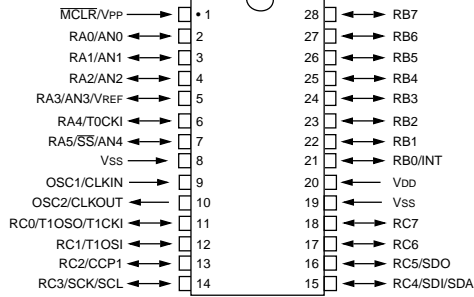 MCLR/VPP • 1 28 RB7
RA0/AN0 2 27 RB6
RA1/AN1 3 26 RB5
RA2/AN2 4 25 RB4
RA3/AN3/VREF 5 24 RB3
RA4/T0CKI 6 23 RB2
RA5/SS/AN4 7 22 RB1
VSS 8 21 RB0/INT
OSC1/CLKIN 9 20 VDD
OSC2/CLKOUT 10 19 VSS
RC0/T1OSO/T1CKI 11 18 RC7
RC1/T1OSI 12 17 RC6
RC2/CCP1 13 16 RC5/SDO
RC3/SCK/SCL 14 15 RC4/SDI/SDA